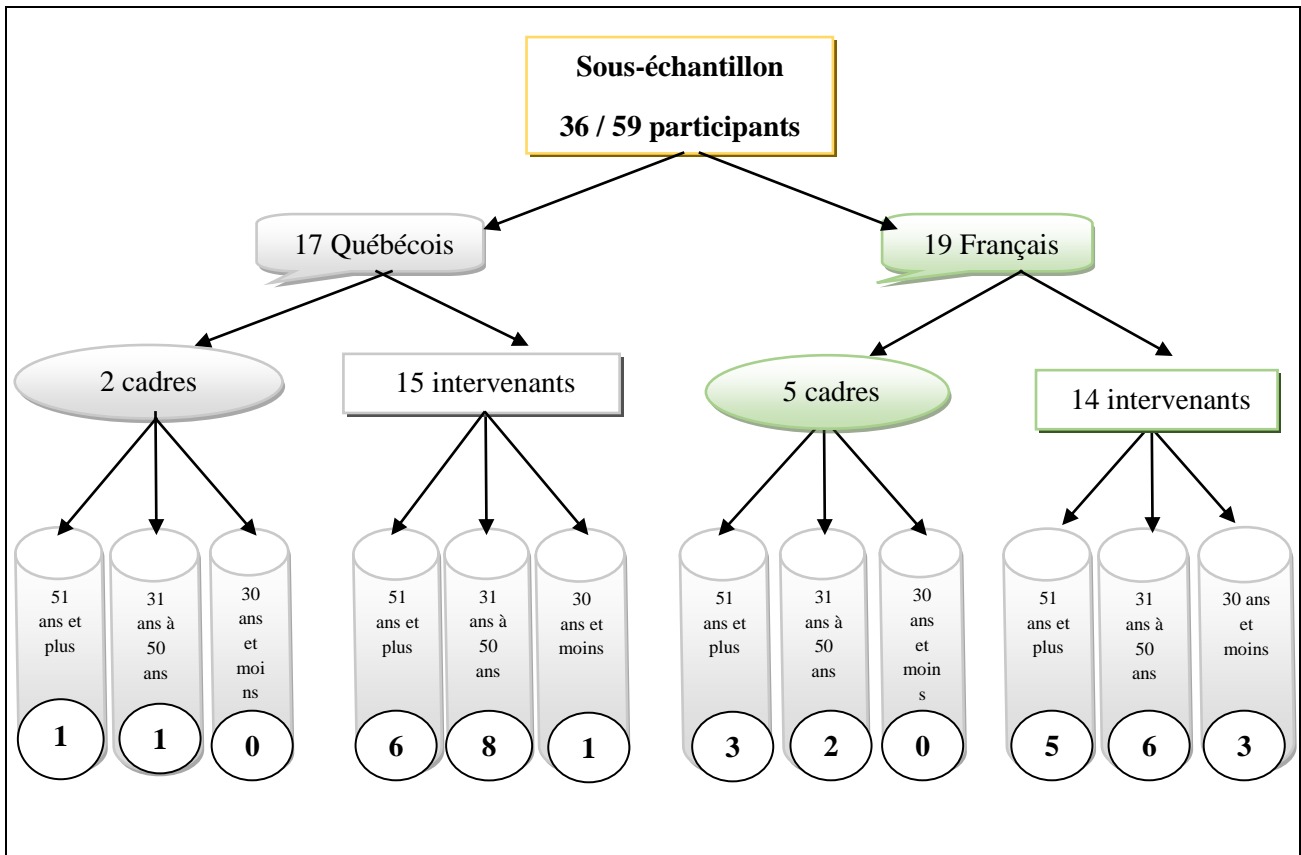 Sous-échantillon
36 / 59 participants
17 Québécois
19 Français
2 cadres
15 intervenants
5 cadres
14 intervenants
51
ans et
plus
31
ans à
50
ans
30
ans
et
moi
ns
51
ans et
plus
31
ans à
50
ans
30
ans et
moins
51
ans et
plus
31
ans à
50
ans
30
ans
et
moin
s
51
ans et
plus
31
ans à
50
ans
30 ans
et
moins
1
1
0
6
8
1
3
2
0
5
6
3